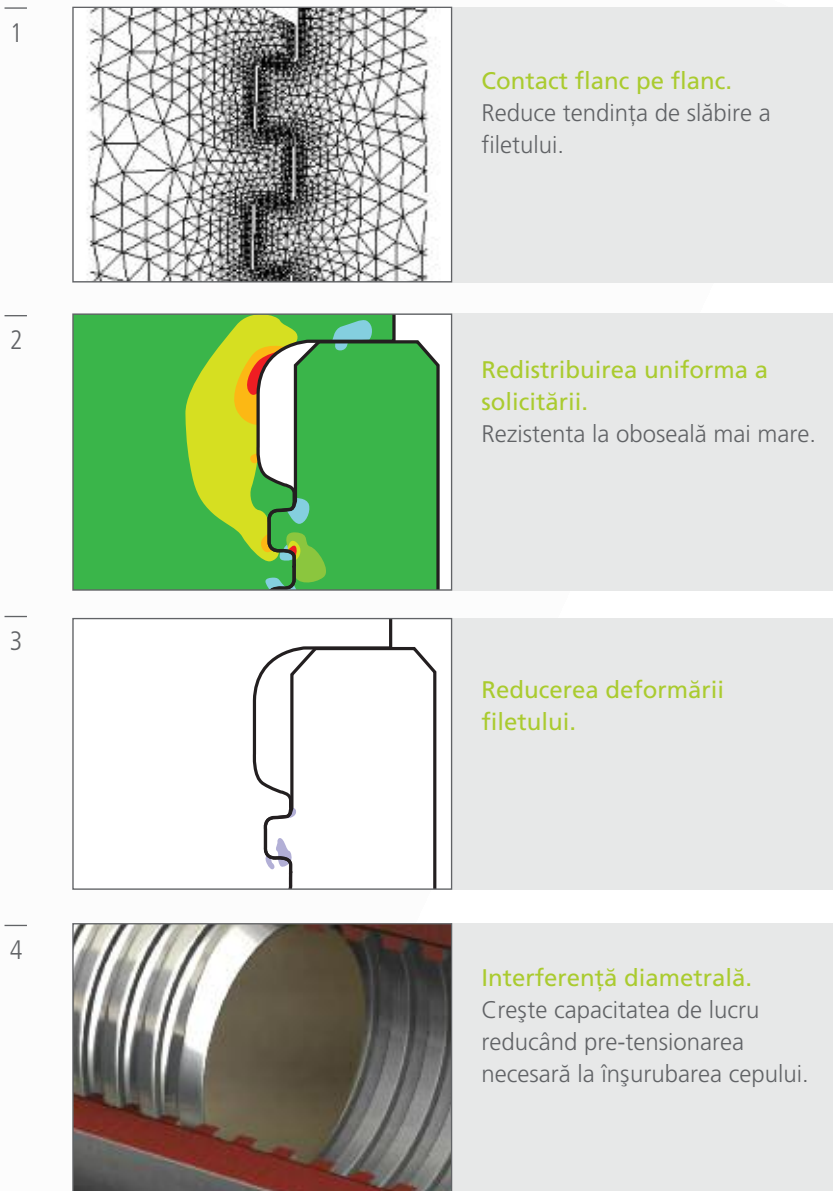 1
Contact flanc pe flanc.
Reduce tendința de slăbire a
filetului.
2
Redistribuirea uniforma a
solicitării.
Rezistenta la oboseală mai mare.
3
Reducerea deformării
filetului.
4
Interferență diametrală.
Creşte capacitatea de lucru
reducând pre-tensionarea
necesară la înşurubarea cepului.